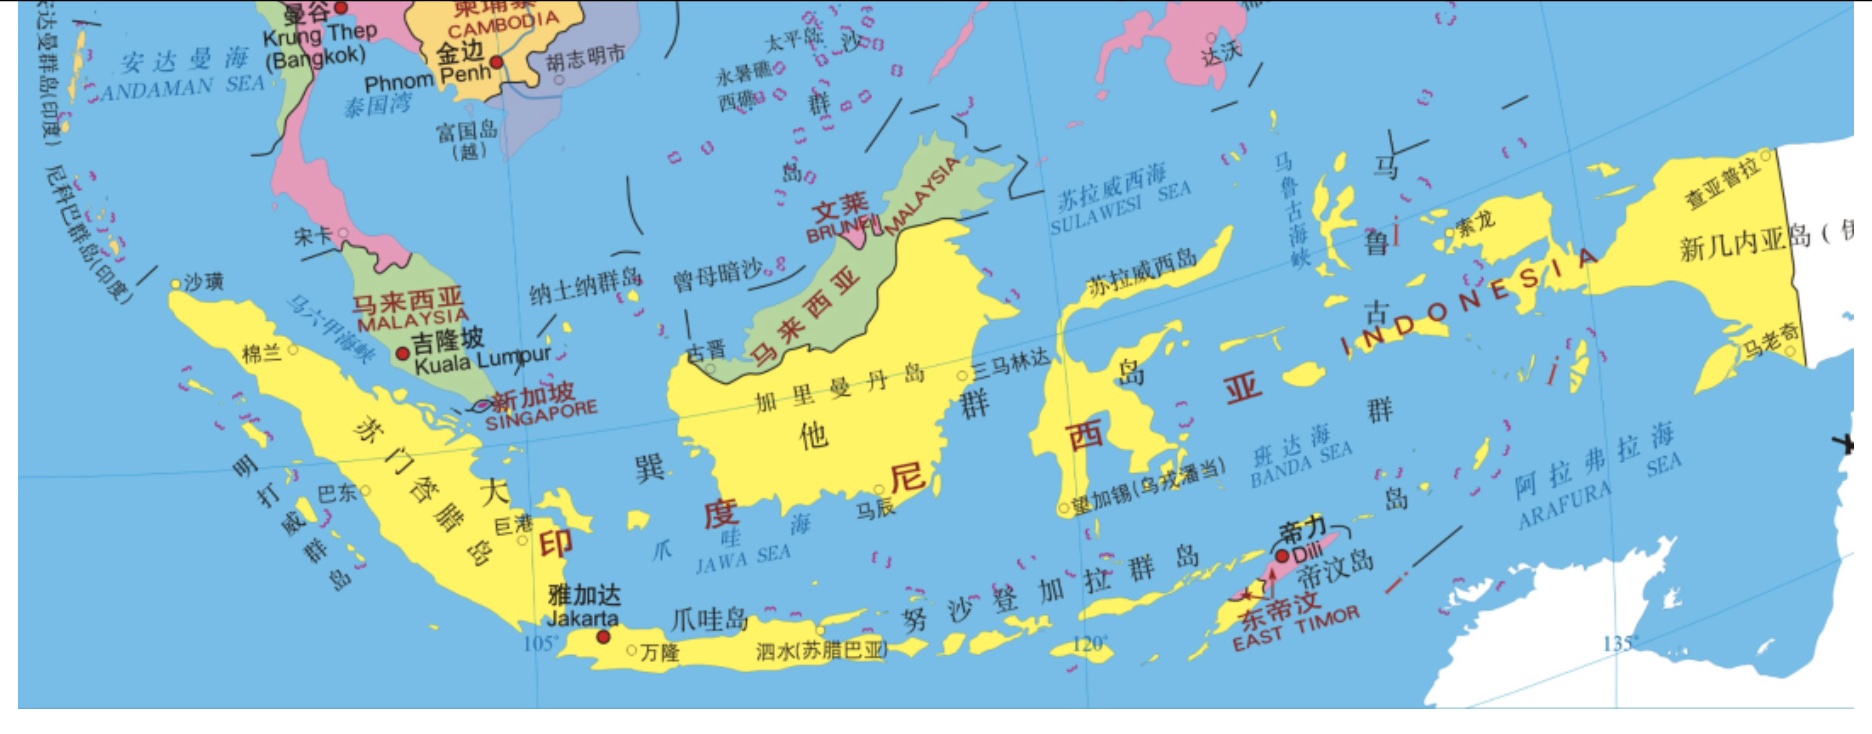 曼谷
Krung Thep
(Bangkok)
柬埔寨
CAMBODIA
金边
Phnom Penh
胡志明市
安达曼海
ANDAMAN SEA
泰国湾
富国岛
(越)
安达曼群岛(印度)
尼科巴群岛(印度)
太平岛
永暑礁
西礁
沙
群
岛
达沃
宋卡
沙璜
马来西亚
MALAYSIA
吉隆坡
Kuala Lumpur
马六甲海峡
棉兰
新加坡
SINGAPORE
纳土纳群岛
曾母暗沙
文莱
BRUNEI
MALAYSIA
马来西亚
古晋
苏拉威西海
SULAWESI SEA
苏拉威西岛
马鲁古海峡
马鲁古群岛
索龙
查亚普拉
新几内亚岛(伊
马老奇
INDONESIA
加里曼丹岛
三马林达
大巽他群岛
印度尼西亚
苏门答腊岛
巴东
巨港
明打威群岛
马辰
望加锡(乌戎潘当)
班达海
BANDA SEA
阿拉弗拉海
ARAFURA SEA
爪哇海
JAWA SEA
雅加达
Jakarta
爪哇岛
万隆
泗水(苏腊巴亚)
努沙登加拉群岛
帝力
Dili
帝汶岛
东帝汶
EAST TIMOR
105°
120°
135°